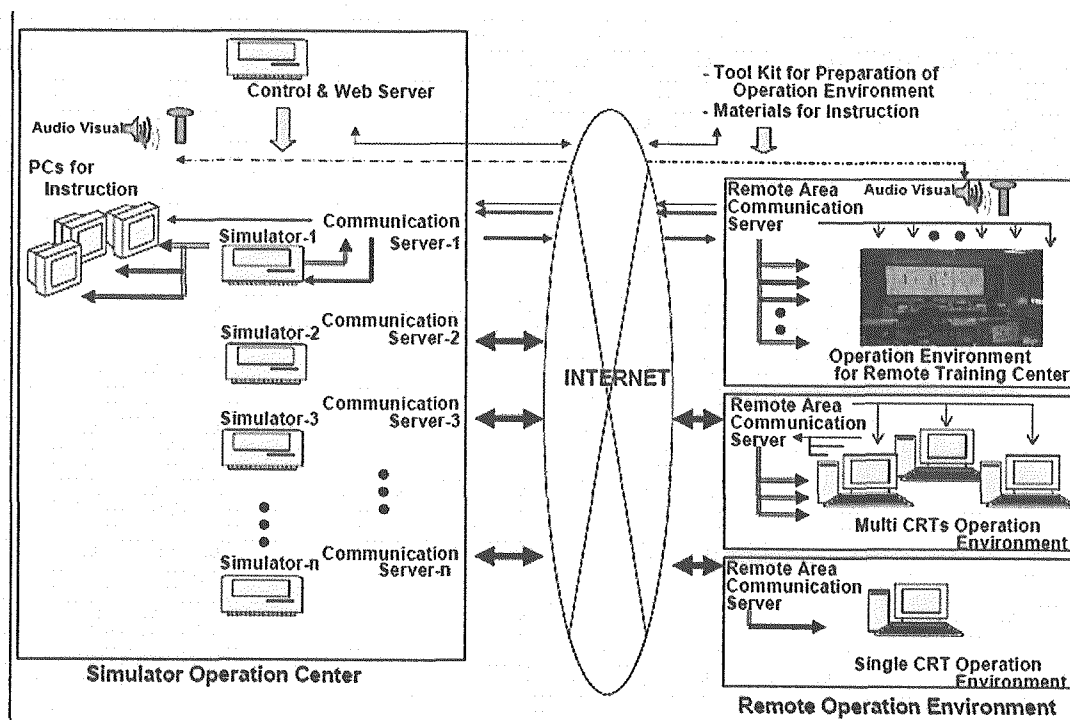 Control & Web Server
Audio Visual
PCs for
Instruction
Simulator-1
Communication
Server-1
Simulator-2
Communication
Server-2
Simulator-3
Communication
Server-3
Simulator-n
Communication
Server-n
Simulator Operation Center
INTERNET
- Tool Kit for Preparation of
Operation Environment
- Materials for Instruction
Remote Area
Communication
Server
Audio Visual
Operation Environment
for Remote Training Center
Remote Area
Communication
Server
Multi CRTs Operation
Environment
Remote Area
Communication
Server
Single CRT Operation
Environment
Remote Operation Environment